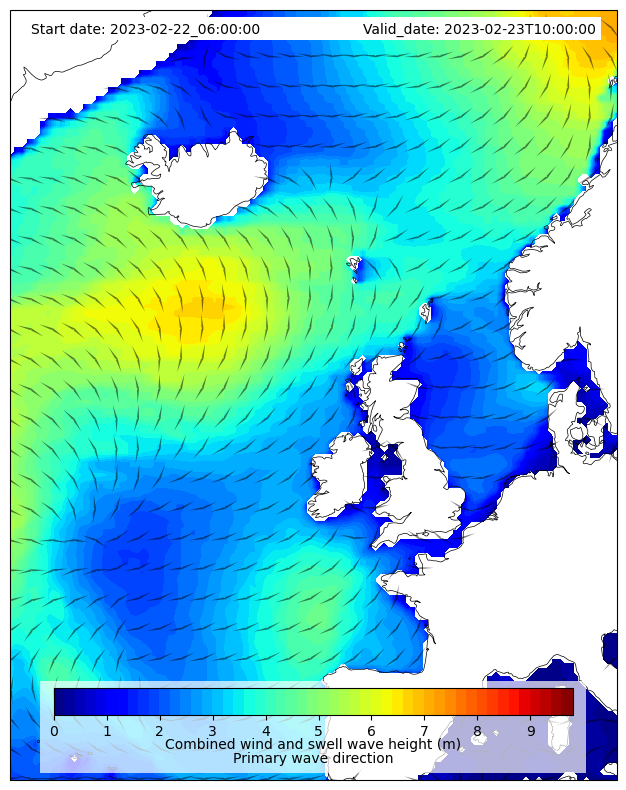 Start date: 2023-02-22_06:00:00 Valid_date: 2023-02-23T10:00:00
0 1 2 3 4 5 6 7 8 9
Combined wind and swell wave height (m)
Primary wave direction